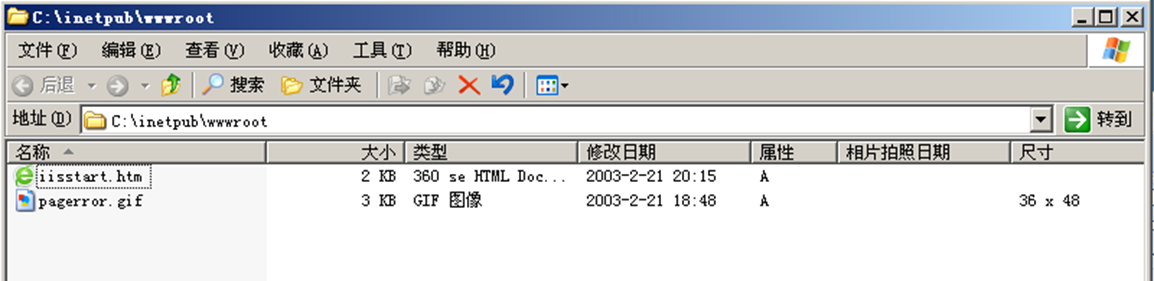 C:\inetpub\wwwroot
文件(F) 编辑(E) 查看(V) 收藏(A) 工具(T) 帮助(H)
后退 搜索 文件夹
地址(D) C:\inetpub\wwwroot 转到
名称 大小 类型 修改日期 属性 相片拍照日期 尺寸
iisstart.htm 2 KB 360 se HTML Doc... 2003-2-21 20:15 A
pagerror.gif 3 KB GIF 图像 2003-2-21 18:48 A 36 x 48